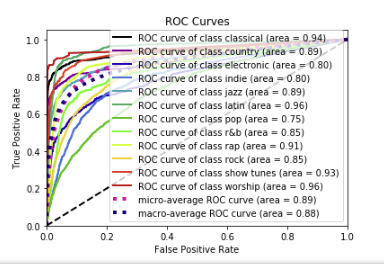 ROC Curves
True Positive Rate
1.0
0.8
0.6
0.4
0.2
0.0
ROC curve of class classical (area = 0.94)
ROC curve of class country (area = 0.89)
ROC curve of class electronic (area = 0.80)
ROC curve of class indie (area = 0.80)
ROC curve of class jazz (area = 0.89)
ROC curve of class latin (area = 0.96)
ROC curve of class pop (area = 0.75)
ROC curve of class r&b (area = 0.85)
ROC curve of class rap (area = 0.91)
ROC curve of class rock (area = 0.85)
ROC curve of class show tunes (area = 0.93)
ROC curve of class worship (area = 0.96)
micro-average ROC curve (area = 0.89)
macro-average ROC curve (area = 0.88)
0.0 0.2 0.4 0.6 0.8 1.0
False Positive Rate